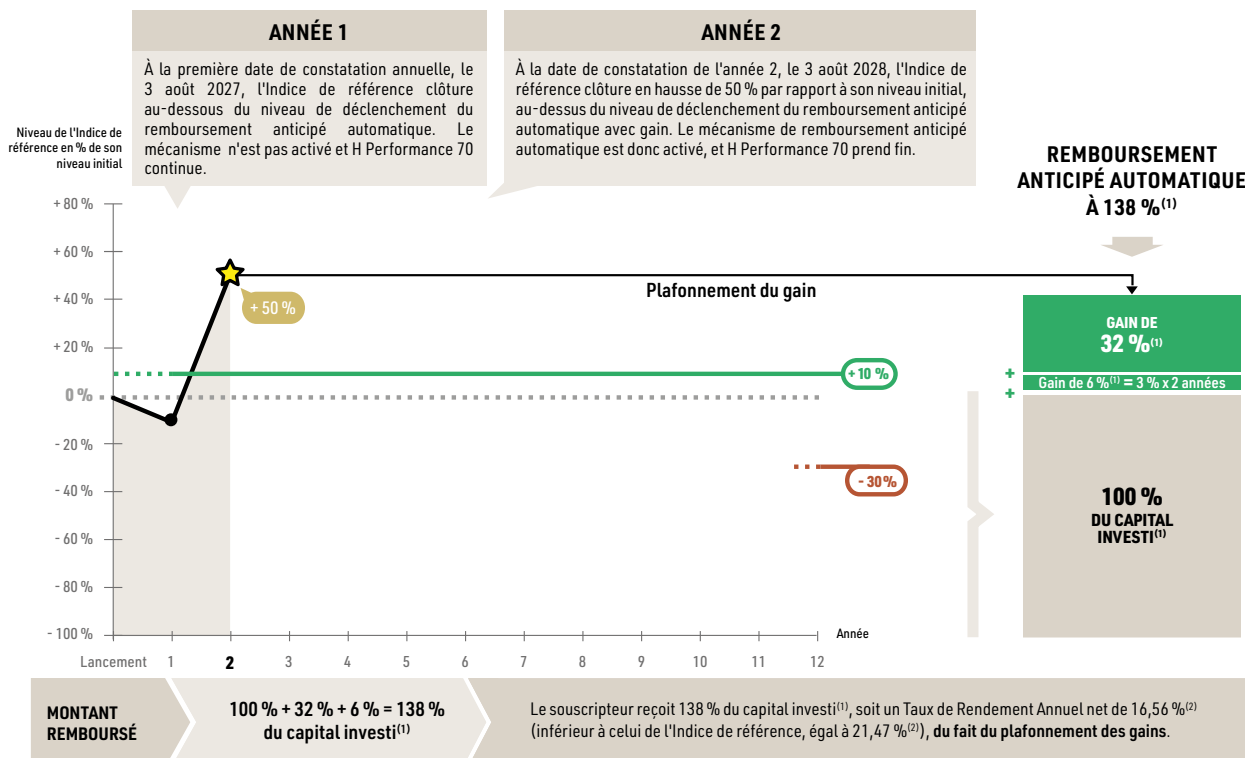 ANNÉE 1
À la première date de constatation annuelle, le
3 août 2027, l'Indice de référence clôture
au-dessous du niveau de déclenchement du
remboursement anticipé automatique. Le
mécanisme n'est pas activé et H Performance 70
continue.
ANNÉE 2
À la date de constatation de l'année 2, le 3 août 2028, l'Indice de
référence clôture en hausse de 50 % par rapport à son niveau initial,
au-dessus du niveau de déclenchement du remboursement anticipé
automatique avec gain. Le mécanisme de remboursement anticipé
automatique est donc activé, et H Performance 70 prend fin.
Niveau de l'Indice de
référence en % de son
niveau initial
REMBOURSEMENT
ANTICIPÉ AUTOMATIQUE
À 138 %(1)
+ 80 %
+ 60 %
+ 40 %
+ 20 %
0 %
- 20 %
- 40 %
- 60 %
- 80 %
- 100 %
+ 50 %
Plafonnement du gain
+ 10 %
- 30 %
GAIN DE
32 %(1)
+
Gain de 6 %(1) = 3 % x 2 années
+
100 %
DU CAPITAL
INVESTI(1)
Année
Lancement 1 2 3 4 5 6 7 8 9 10 11 12
MONTANT
REMBOURSÉ
100 % + 32 % + 6 % = 138 %
du capital investi(1)
Le souscripteur reçoit 138 % du capital investi(1), soit un Taux de Rendement Annuel net de 16,56 %(2)
(inférieur à celui de l'Indice de référence, égal à 21,47 %(2)), du fait du plafonnement des gains.